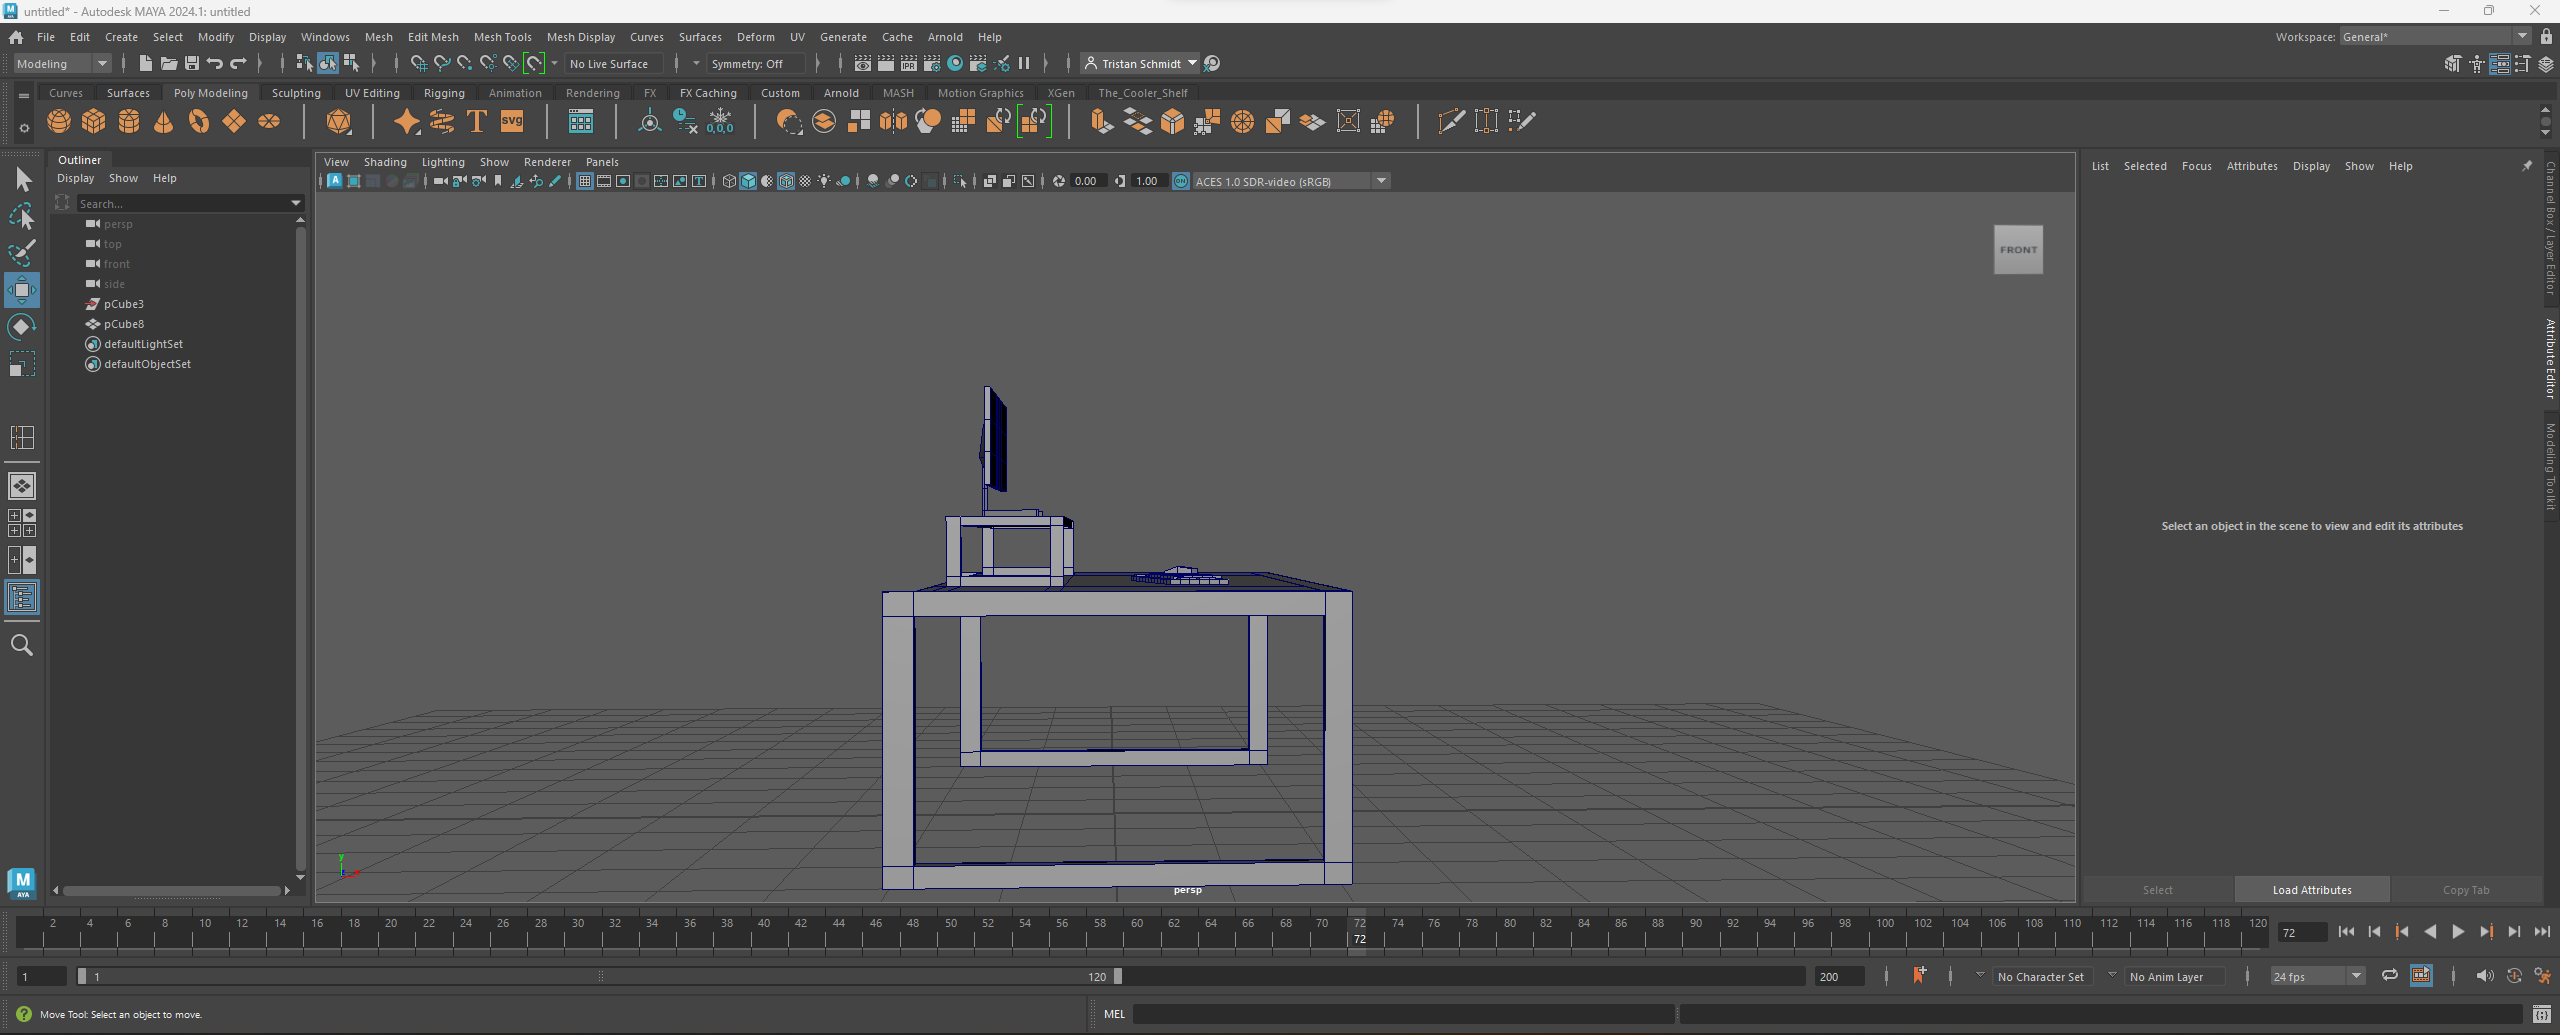 untitled* - Autodesk MAYA 2024.1: untitled
File Edit Create Select Modify Display Windows Mesh Edit Mesh Mesh Tools Mesh Display Curves Surfaces Deform UV Generate Cache Arnold Help
Workspace: General*
Modeling
No Live Surface
Symmetry: Off
IPR
Tristan Schmidt
Curves Surfaces Poly Modeling Sculpting UV Editing Rigging Animation Rendering FX FX Caching Custom Arnold MASH Motion Graphics XGen The_Cooler_Shelf
T
SVG
0,0,0
Outliner
Display Show Help
Search...
persp
top
front
side
pCube3
pCube8
defaultLightSet
defaultObjectSet
View Shading Lighting Show Renderer Panels
0.00
1.00
ON
ACES 1.0 SDR-video (sRGB)
FRONT
y
persp
List Selected Focus Attributes Display Show Help
Select an object in the scene to view and edit its attributes
Select
Load Attributes
Copy Tab
Channel Box / Layer Editor
Attribute Editor
Modeling Toolkit
M
AYA
2 4 6 8 10 12 14 16 18 20 22 24 26 28 30 32 34 36 38 40 42 44 46 48 50 52 54 56 58 60 62 64 66 68 70 72 74 76 78 80 82 84 86 88 90 92 94 96 98 100 102 104 106 108 110 112 114 116 118 120
72
72
1
1
120
200
No Character Set
No Anim Layer
24 fps
Move Tool: Select an object to move.
MEL